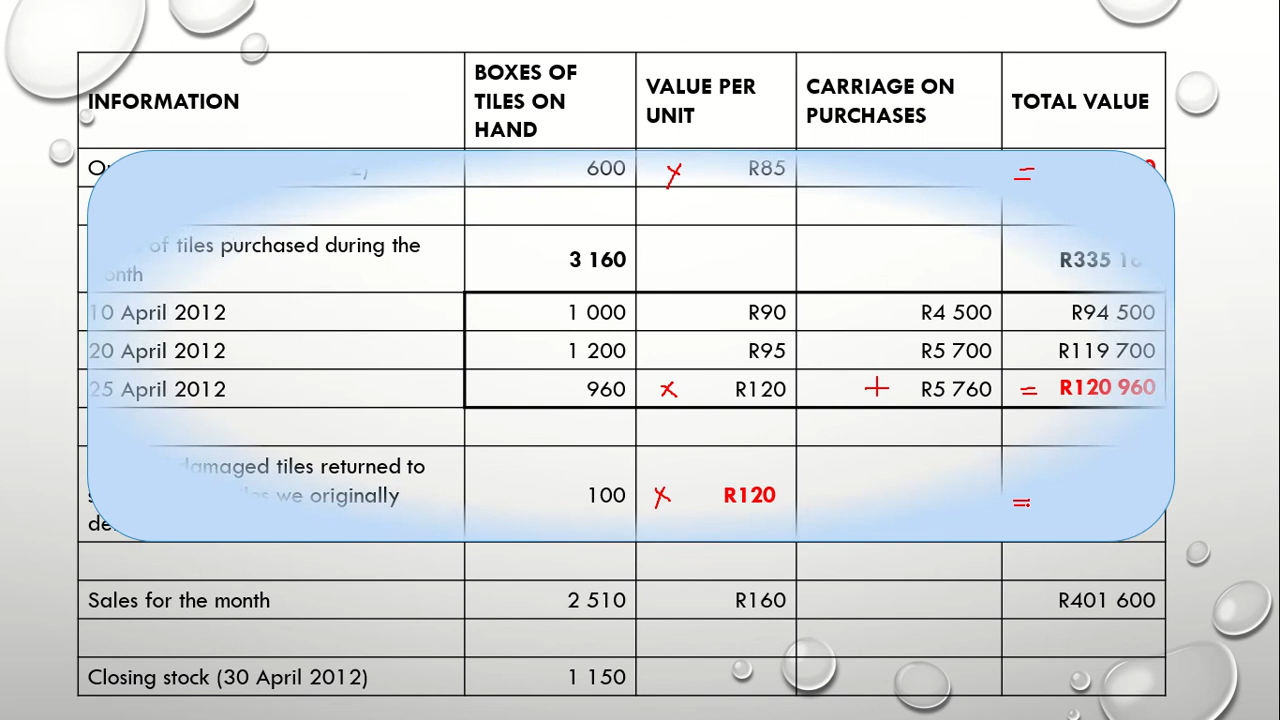 INFORMATION BOXES OF TILES ON HAND VALUE PER UNIT CARRIAGE ON PURCHASES TOTAL VALUE
600 × R85 =
of tiles purchased during the
3 160 R335
10 April 2012 1 000 R90 R4 500 R94 500
20 April 2012 1 200 R95 R5 700 R119 700
25 April 2012 960 × R120 + R5 760 = R120 960
damaged tiles returned to
we originally
100 × R120 =
Sales for the month 2 510 R160 R401 600
Closing stock (30 April 2012) 1 150